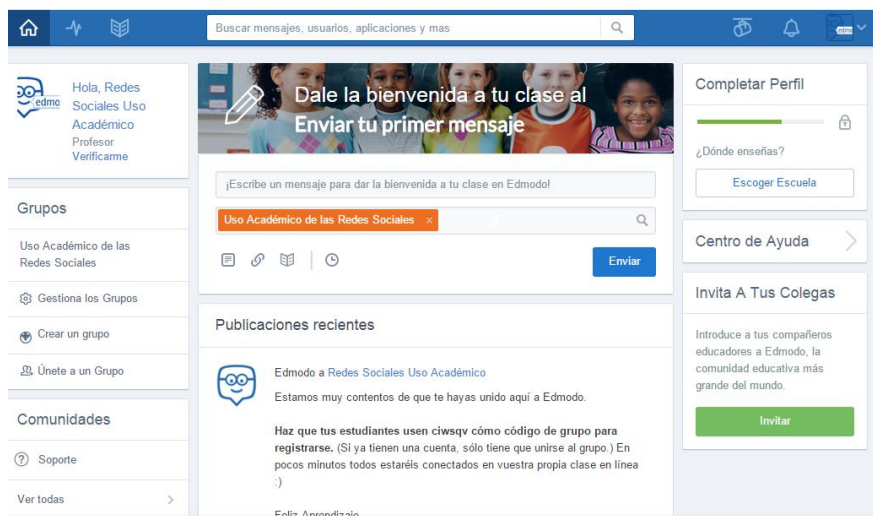 Buscar mensajes, usuarios, aplicaciones y mas
edmo
Hola, Redes
Sociales Uso
Académico
Profesor
Verificarme
Grupos
Uso Académico de las
Redes Sociales
Gestiona los Grupos
Crear un grupo
Únete a un Grupo
Comunidades
Soporte
Ver todas
Dale la bienvenida a tu clase al
Enviar tu primer mensaje
¡Escribe un mensaje para dar la bienvenida a tu clase en Edmodo!
Uso Académico de las Redes Sociales ×
Enviar
Publicaciones recientes
Edmodo a Redes Sociales Uso Académico
Estamos muy contentos de que te hayas unido aquí a Edmodo.
Haz que tus estudiantes usen ciwsqv cómo código de grupo para
registrarse. (Si ya tienen una cuenta, sólo tiene que unirse al grupo.) En
pocos minutos todos estaréis conectados en vuestra propia clase en línea
:)
Feliz Aprendizaje
Completar Perfil
¿Dónde enseñas?
Escoger Escuela
Centro de Ayuda
Invita A Tus Colegas
Introduce a tus compañeros
educadores a Edmodo, la
comunidad educativa más
grande del mundo.
Invitar